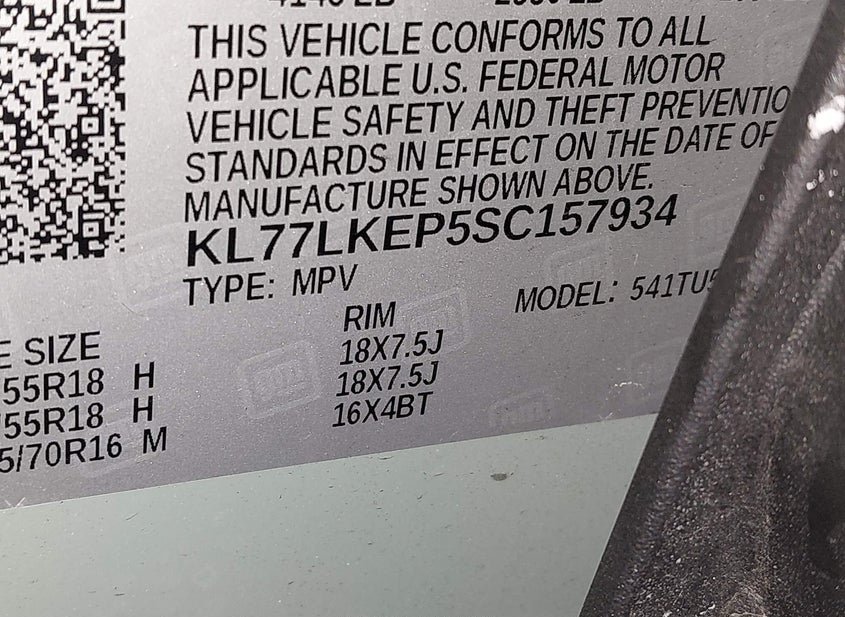 THIS VEHICLE CONFORMS TO ALL
APPLICABLE U.S. FEDERAL MOTOR
VEHICLE SAFETY AND THEFT PREVENTIO
STANDARDS IN EFFECT ON THE DATE OF
MANUFACTURE SHOWN ABOVE.
KL77LKEP5SC157934
TYPE: MPV MODEL: 541TU5
E SIZE RIM
55R18 H 18X7.5J
/55R18 H 18X7.5J
5/70R16 M 16X4BT